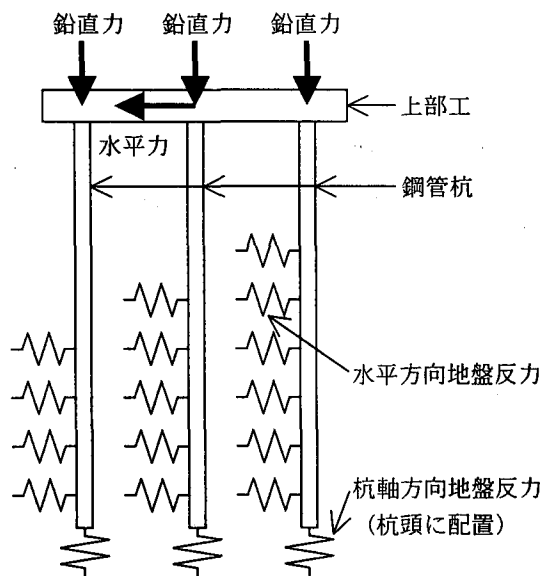 鉛直力 鉛直力 鉛直力
上部工
水平力
鋼管杭
水平方向地盤反力
杭軸方向地盤反力
（杭頭に配置）